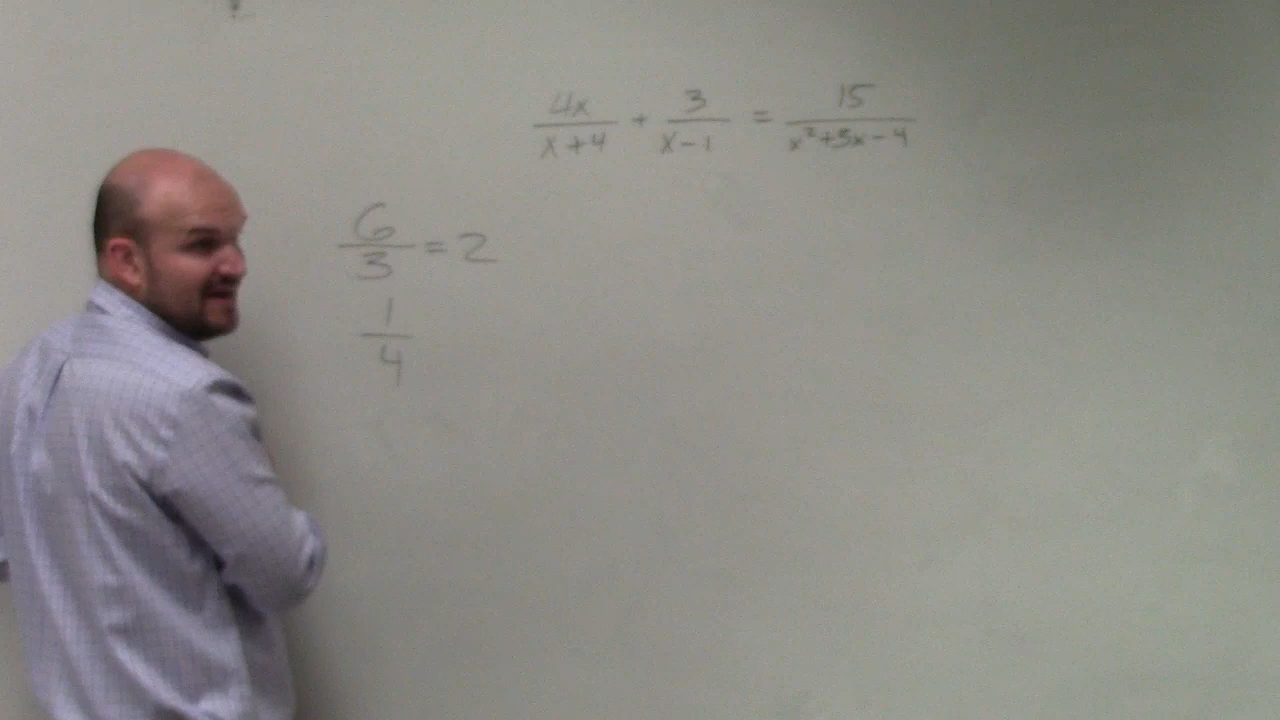 4x/(x+4) + 3/(x-1) = 15/(x²+3x-4)
6/3 = 2
1/4